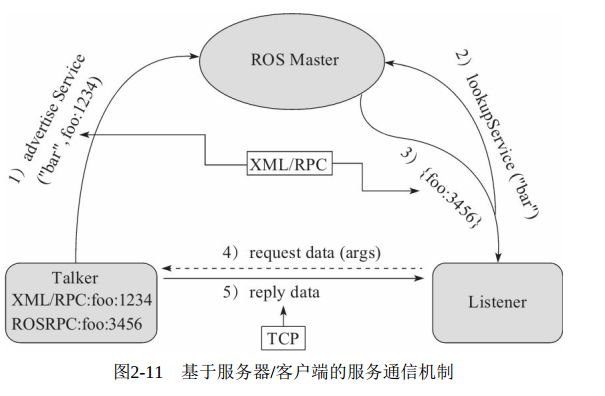 ROS Master
1）advertise Service
("bar",foo:1234)
2）lookupService ("bar")
XML/RPC
3）{foo:3456}
4）request data (args)
Talker
XML/RPC:foo:1234
ROSRPC:foo:3456
5）reply data
Listener
TCP
图2-11 基于服务器/客户端的服务通信机制